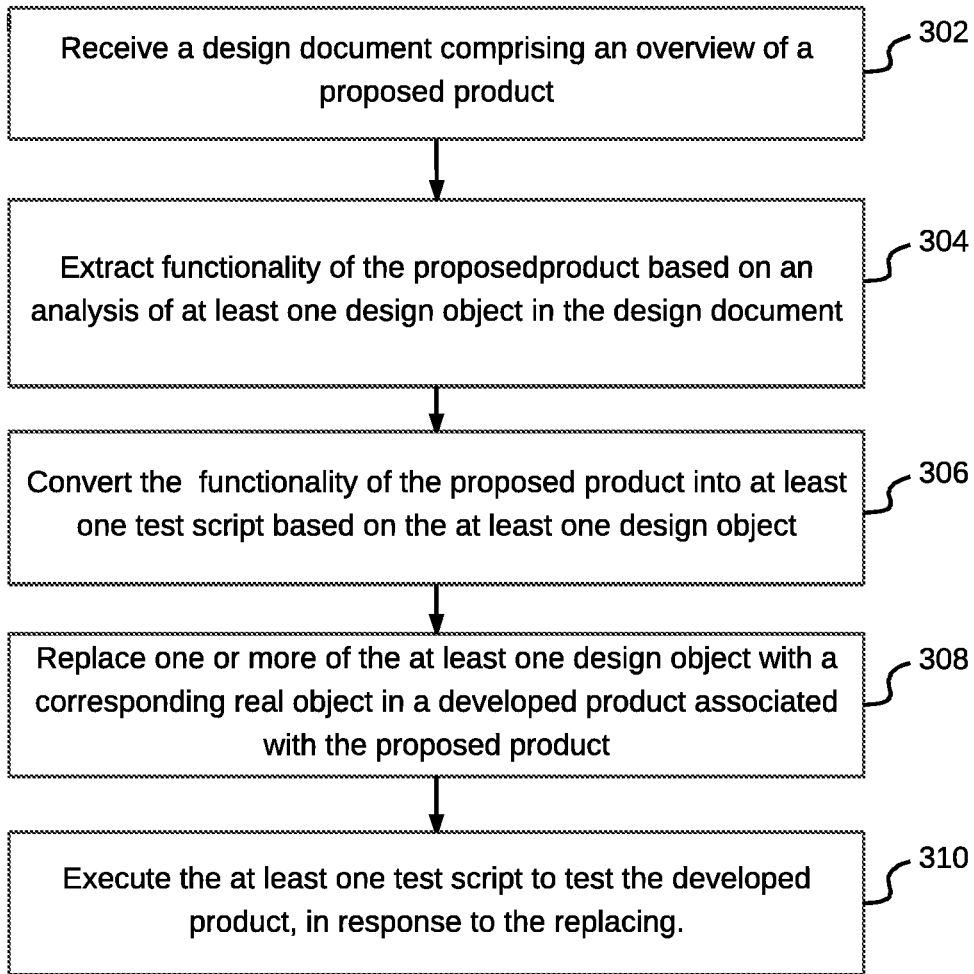 Receive a design document comprising an overview of a
proposed product
302
Extract functionality of the proposedproduct based on an
analysis of at least one design object in the design document
304
Convert the  functionality of the proposed product into at least
one test script based on the at least one design object
306
Replace one or more of the at least one design object with a
corresponding real object in a developed product associated
with the proposed product
308
Execute the at least one test script to test the developed
product, in response to the replacing.
310